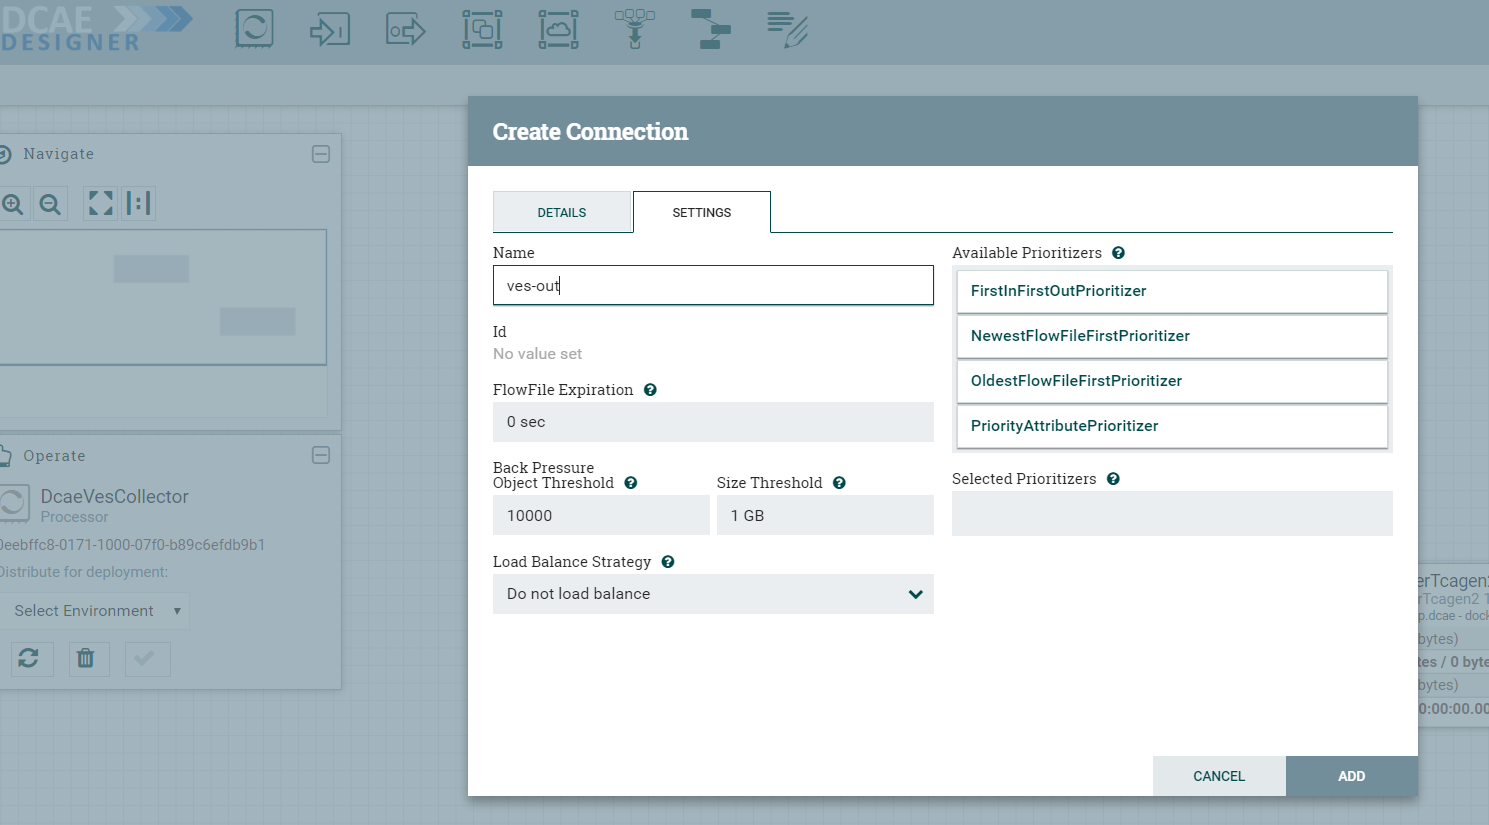 DCAE
DESIGNER
Navigate
Operate
DcaeVesCollector
Processor
0eebffc8-0171-1000-07f0-b89c6efdb9b1
Distribute for deployment:
Select Environment
Create Connection
DETAILS
SETTINGS
Name
ves-out
Id
No value set
FlowFile Expiration
0 sec
Back Pressure
Object Threshold
Size Threshold
10000
1 GB
Load Balance Strategy
Do not load balance
Available Prioritizers
FirstInFirstOutPrioritizer
NewestFlowFileFirstPrioritizer
OldestFlowFileFirstPrioritizer
PriorityAttributePrioritizer
Selected Prioritizers
CANCEL
ADD
erTcagen2
rTcagen2 1
p.dcae - dock
bytes)
tes / 0 byte
bytes)
0:00:00.00